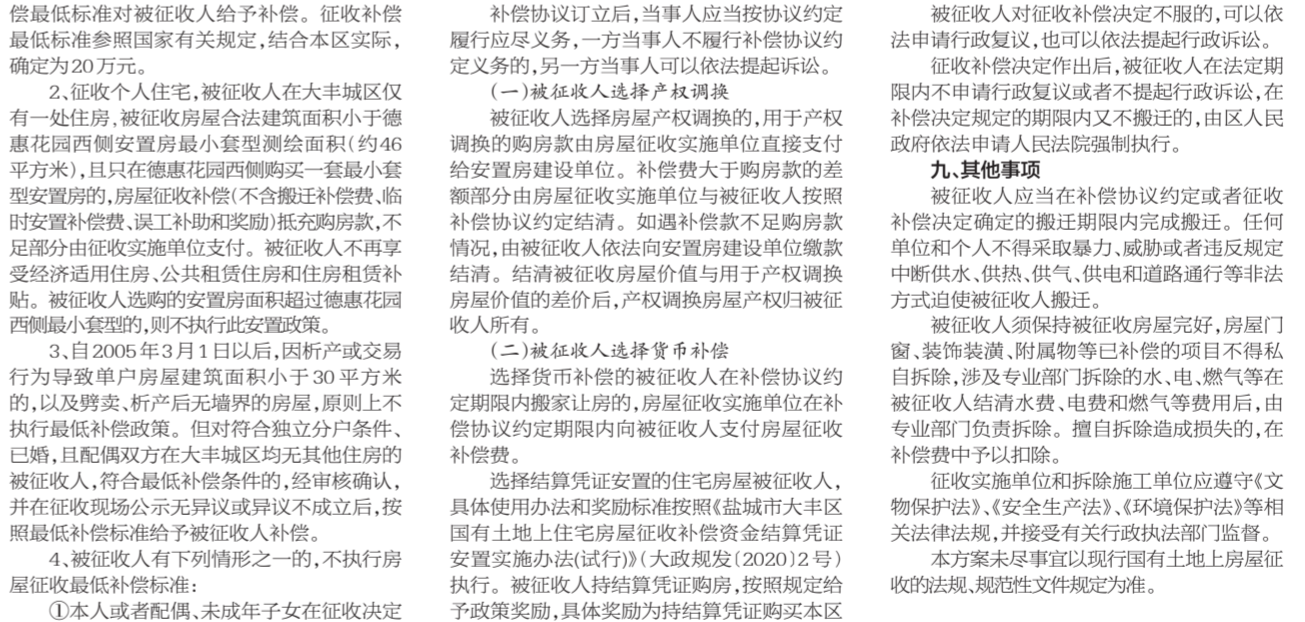 偿最低标准对被征收人给予补偿。征收补偿
最低标准参照国家有关规定,结合本区实际,
确定为20万元。
2、征收个人住宅,被征收人在大丰城区仅
有一处住房,被征收房屋合法建筑面积小于德
惠花园西侧安置房最小套型测绘面积(约46
平方米),且只在德惠花园西侧购买一套最小套
型安置房的,房屋征收补偿(不含搬迁补偿费、临
时安置补偿费、误工补助和奖励)抵充购房款,不
足部分由征收实施单位支付。被征收人不再享
受经济适用住房、公共租赁住房和住房租赁补
贴。被征收人选购的安置房面积超过德惠花园
西侧最小套型的,则不执行此安置政策。
3、自2005年3月1日以后,因析产或交易
行为导致单户房屋建筑面积小于30平方米
的,以及劈卖、析产后无墙界的房屋,原则上不
执行最低补偿政策。但对符合独立分户条件、
已婚,且配偶双方在大丰城区均无其他住房的
被征收人,符合最低补偿条件的,经审核确认,
并在征收现场公示无异议或异议不成立后,按
照最低补偿标准给予被征收人补偿。
4、被征收人有下列情形之一的,不执行房
屋征收最低补偿标准:
①本人或者配偶、未成年子女在征收决定
补偿协议订立后,当事人应当按协议约定
履行应尽义务,一方当事人不履行补偿协议约
定义务的,另一方当事人可以依法提起诉讼。
(一)被征收人选择产权调换
被征收人选择房屋产权调换的,用于产权
调换的购房款由房屋征收实施单位直接支付
给安置房建设单位。补偿费大于购房款的差
额部分由房屋征收实施单位与被征收人按照
补偿协议约定结清。如遇补偿款不足购房款
情况,由被征收人依法向安置房建设单位缴款
结清。结清被征收房屋价值与用于产权调换
房屋价值的差价后,产权调换房屋产权归被征
收人所有。
(二)被征收人选择货币补偿
选择货币补偿的被征收人在补偿协议约
定期限内搬家让房的,房屋征收实施单位在补
偿协议约定期限内向被征收人支付房屋征收
补偿费。
选择结算凭证安置的住宅房屋被征收人,
具体使用办法和奖励标准按照《盐城市大丰区
国有土地上住宅房屋征收补偿资金结算凭证
安置实施办法(试行)》(大政规发〔2020〕2号)
执行。被征收人持结算凭证购房,按照规定给
予政策奖励,具体奖励为持结算凭证购买本区
被征收人对征收补偿决定不服的,可以依
法申请行政复议,也可以依法提起行政诉讼。
征收补偿决定作出后,被征收人在法定期
限内不申请行政复议或者不提起行政诉讼,在
补偿决定规定的期限内又不搬迁的,由区人民
政府依法申请人民法院强制执行。
九、其他事项
被征收人应当在补偿协议约定或者征收
补偿决定确定的搬迁期限内完成搬迁。任何
单位和个人不得采取暴力、威胁或者违反规定
中断供水、供热、供气、供电和道路通行等非法
方式迫使被征收人搬迁。
被征收人须保持被征收房屋完好,房屋门
窗、装饰装潢、附属物等已补偿的项目不得私
自拆除,涉及专业部门拆除的水、电、燃气等在
被征收人结清水费、电费和燃气等费用后,由
专业部门负责拆除。擅自拆除造成损失的,在
补偿费中予以扣除。
征收实施单位和拆除施工单位应遵守《文
物保护法》、《安全生产法》、《环境保护法》等相
关法律法规,并接受有关行政执法部门监督。
本方案未尽事宜以现行国有土地上房屋征
收的法规、规范性文件规定为准。